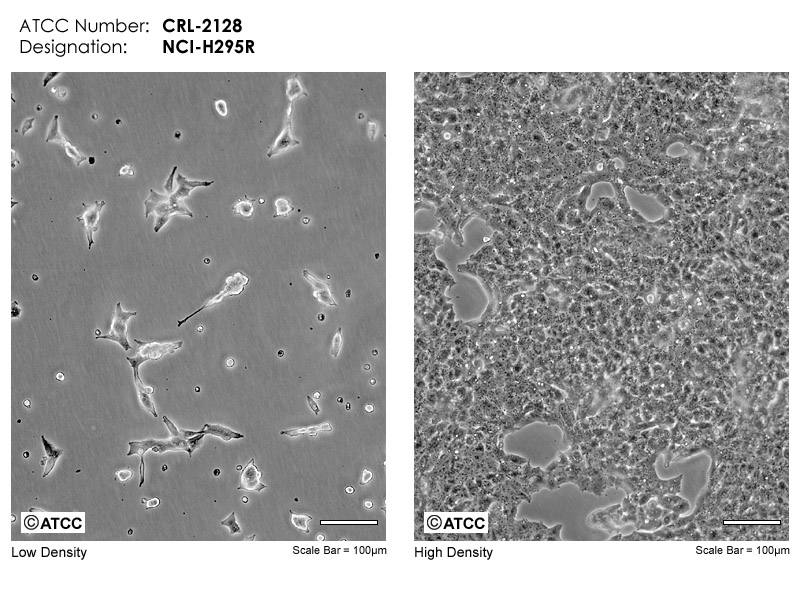 ATCC Number: CRL-2128
Designation: NCI-H295R
©ATCC
©ATCC
Low Density
Scale Bar = 100µm
High Density
Scale Bar = 100µm